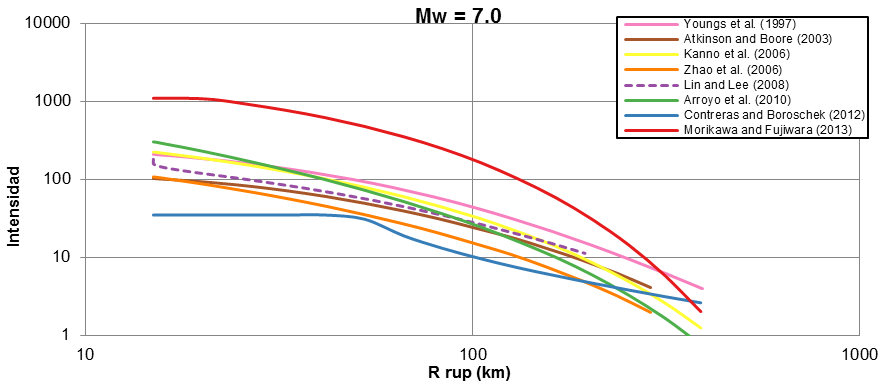 Mw = 7.0
10000
1000
100
10
1
Intensidad
Youngs et al. (1997)
Atkinson and Boore (2003)
Kanno et al. (2006)
Zhao et al. (2006)
Lin and Lee (2008)
Arroyo et al. (2010)
Contreras and Boroschek (2012)
Morikawa and Fujiwara (2013)
10
100
1000
R rup (km)